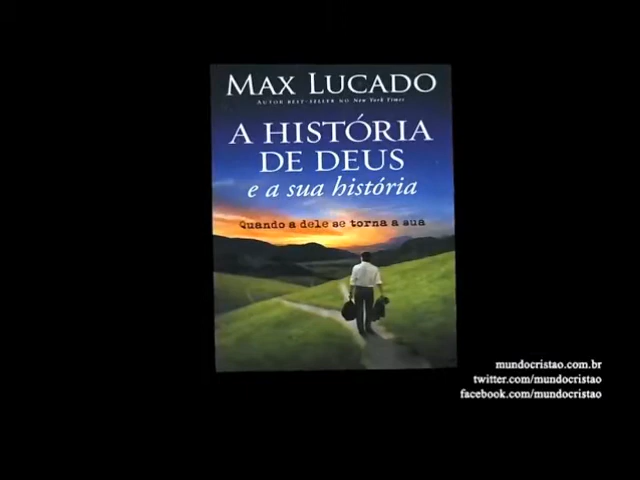 MAX LUCADO
AUTOR BEST-SELLER NO New York Times
A HISTÓRIA
DE DEUS
e a sua história
Quando a dele se torna a sua
mundocristao.com.br
twitter.com/mundocristao
facebook.com/mundocristao